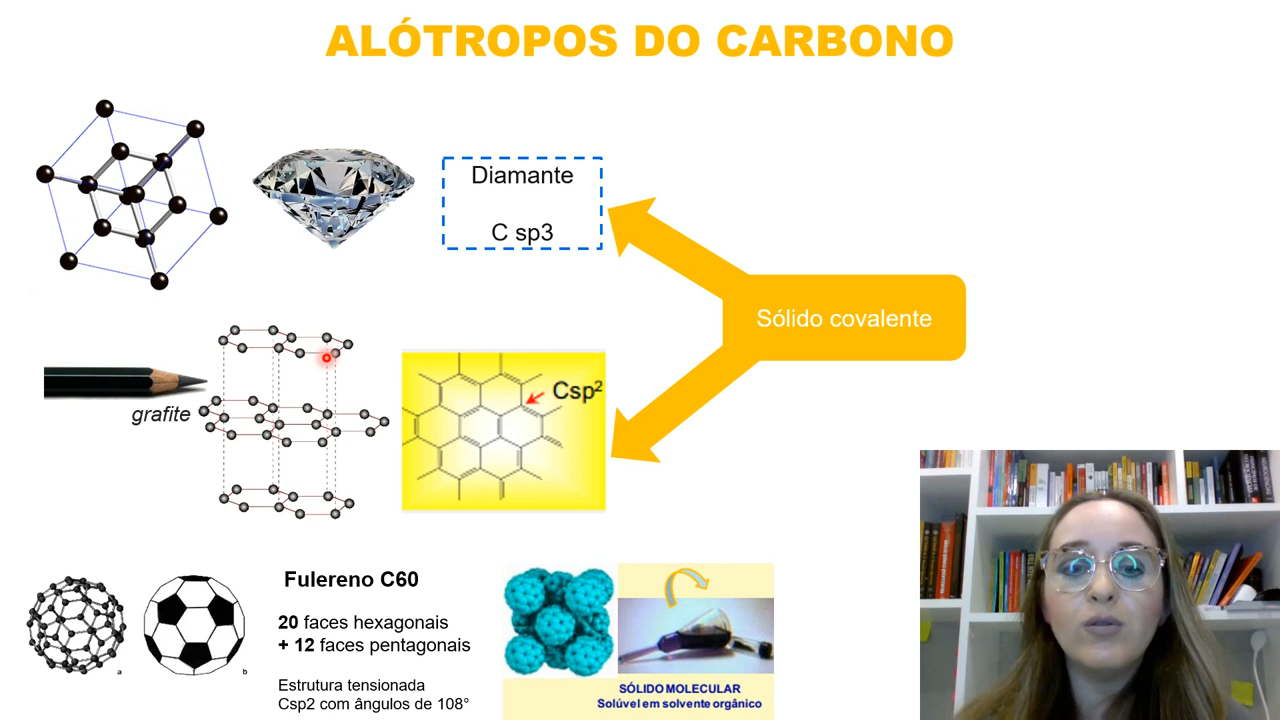 ALÓTROPOS DO CARBONO
Diamante
C sp3
Sólido covalente
grafite
Csp²
Fulereno C60
20 faces hexagonais
+ 12 faces pentagonais
Estrutura tensionada
Csp2 com ângulos de 108°
a
b
SÓLIDO MOLECULAR
Solúvel em solvente orgânico